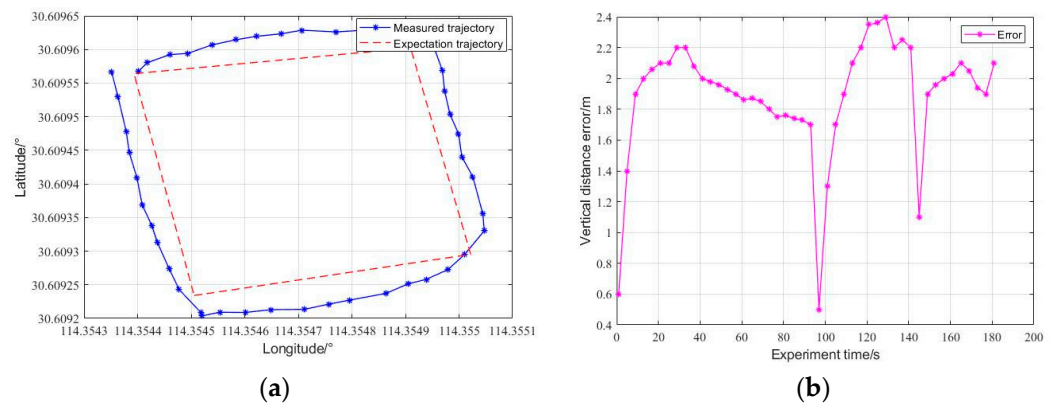 30.60965
30.6096
30.60955
30.6095
30.60945
30.6094
30.60935
30.6093
30.60925
30.6092
114.3543 114.3544 114.3545 114.3546 114.3547 114.3548 114.3549 114.355 114.3551
Latitude/°
Longitude/°
Measured trajectory
Expectation trajectory
(a)
2.4
2.2
2
1.8
1.6
1.4
1.2
1
0.8
0.6
0.4
0 20 40 60 80 100 120 140 160 180 200
Vertical distance error/m
Experiment time/s
Error
(b)